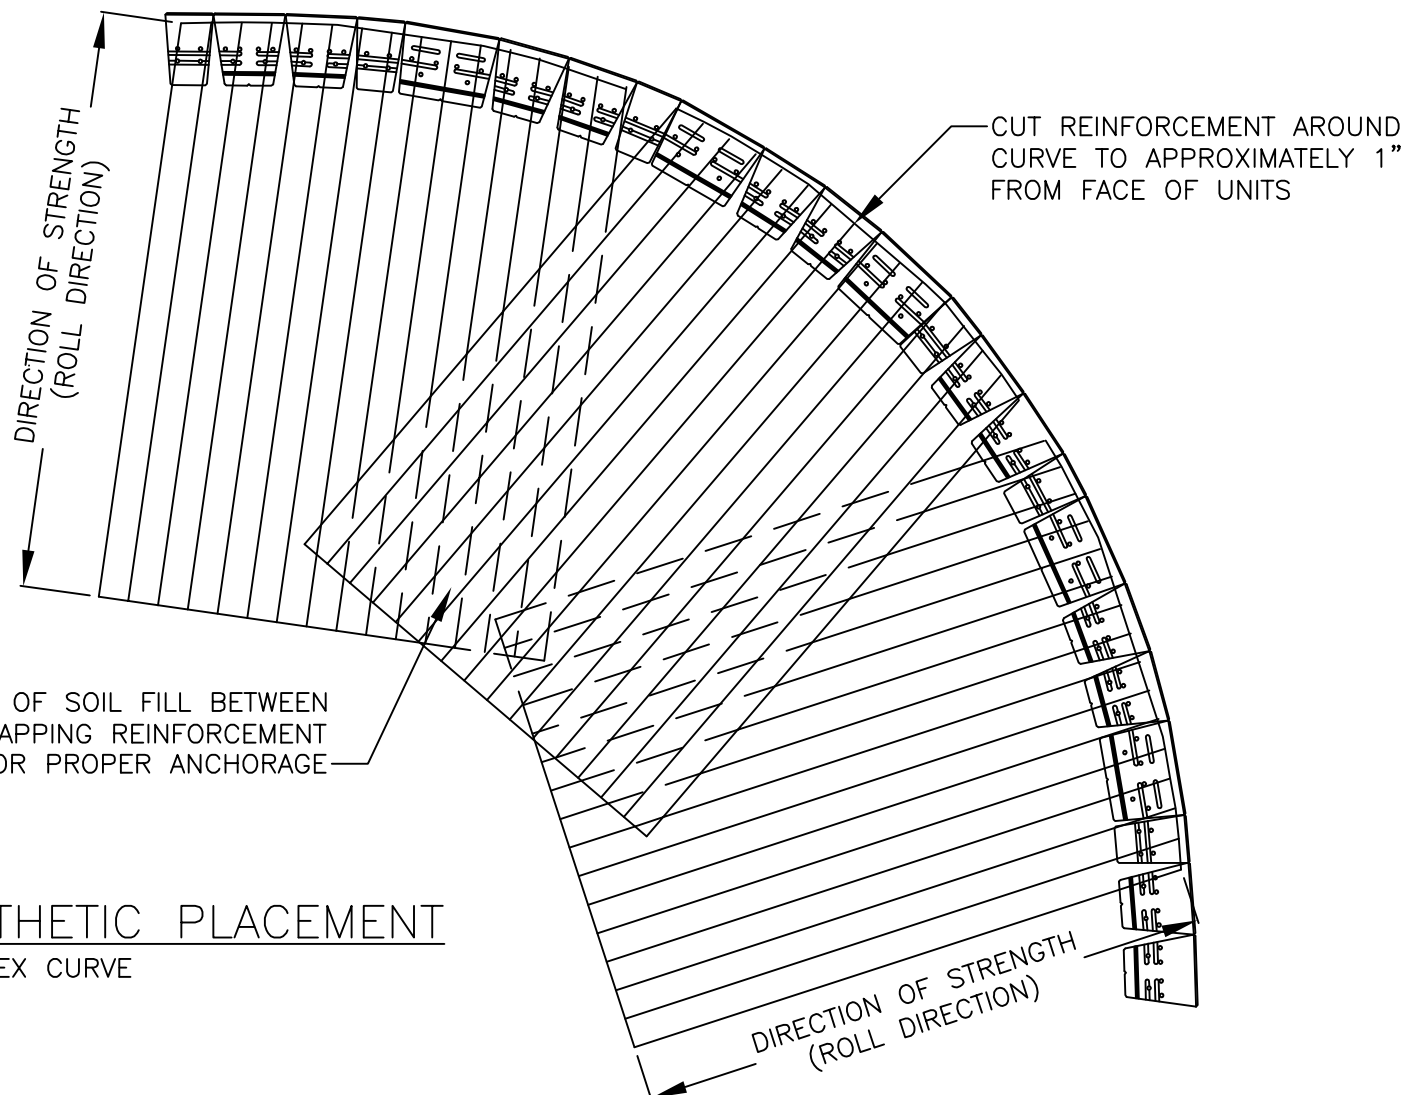 CUT REINFORCEMENT AROUND
CURVE TO APPROXIMATELY 1”
FROM FACE OF UNITS
DIRECTION OF STRENGTH
(ROLL DIRECTION)
OF SOIL FILL BETWEEN
APPING REINFORCEMENT
OR PROPER ANCHORAGE
THETIC PLACEMENT
EX CURVE
DIRECTION OF STRENGTH
(ROLL DIRECTION)